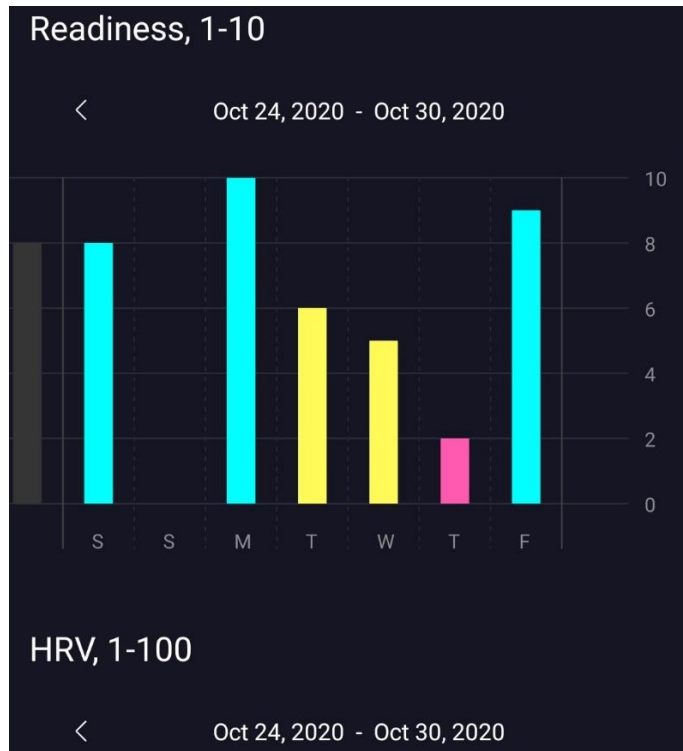 Readiness, 1-10
Oct 24, 2020 - Oct 30, 2020
10
8
6
4
2
0
S S M T W T F
HRV, 1-100
Oct 24, 2020 - Oct 30, 2020